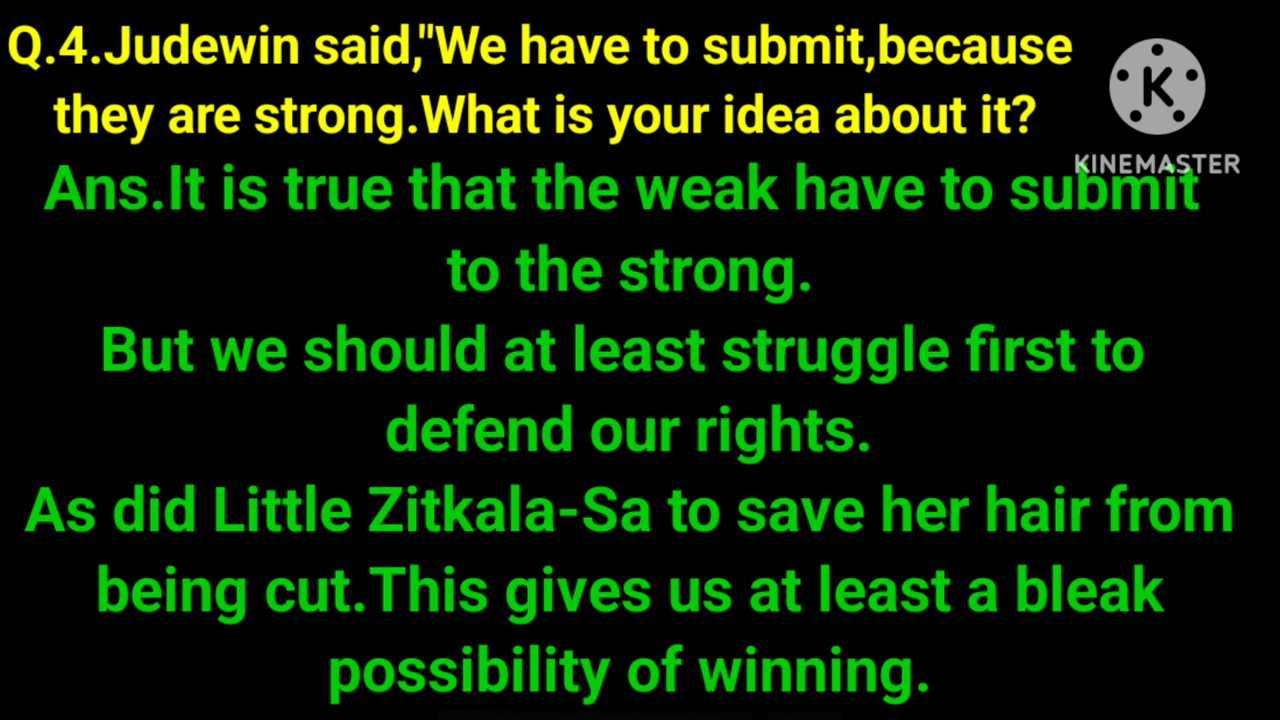 Q.4.Judewin said,"We have to submit,because
they are strong.What is your idea about it?
K
KINEMASTER
Ans.It is true that the weak have to submit
to the strong.
But we should at least struggle first to
defend our rights.
As did Little Zitkala-Sa to save her hair from
being cut.This gives us at least a bleak
possibility of winning.